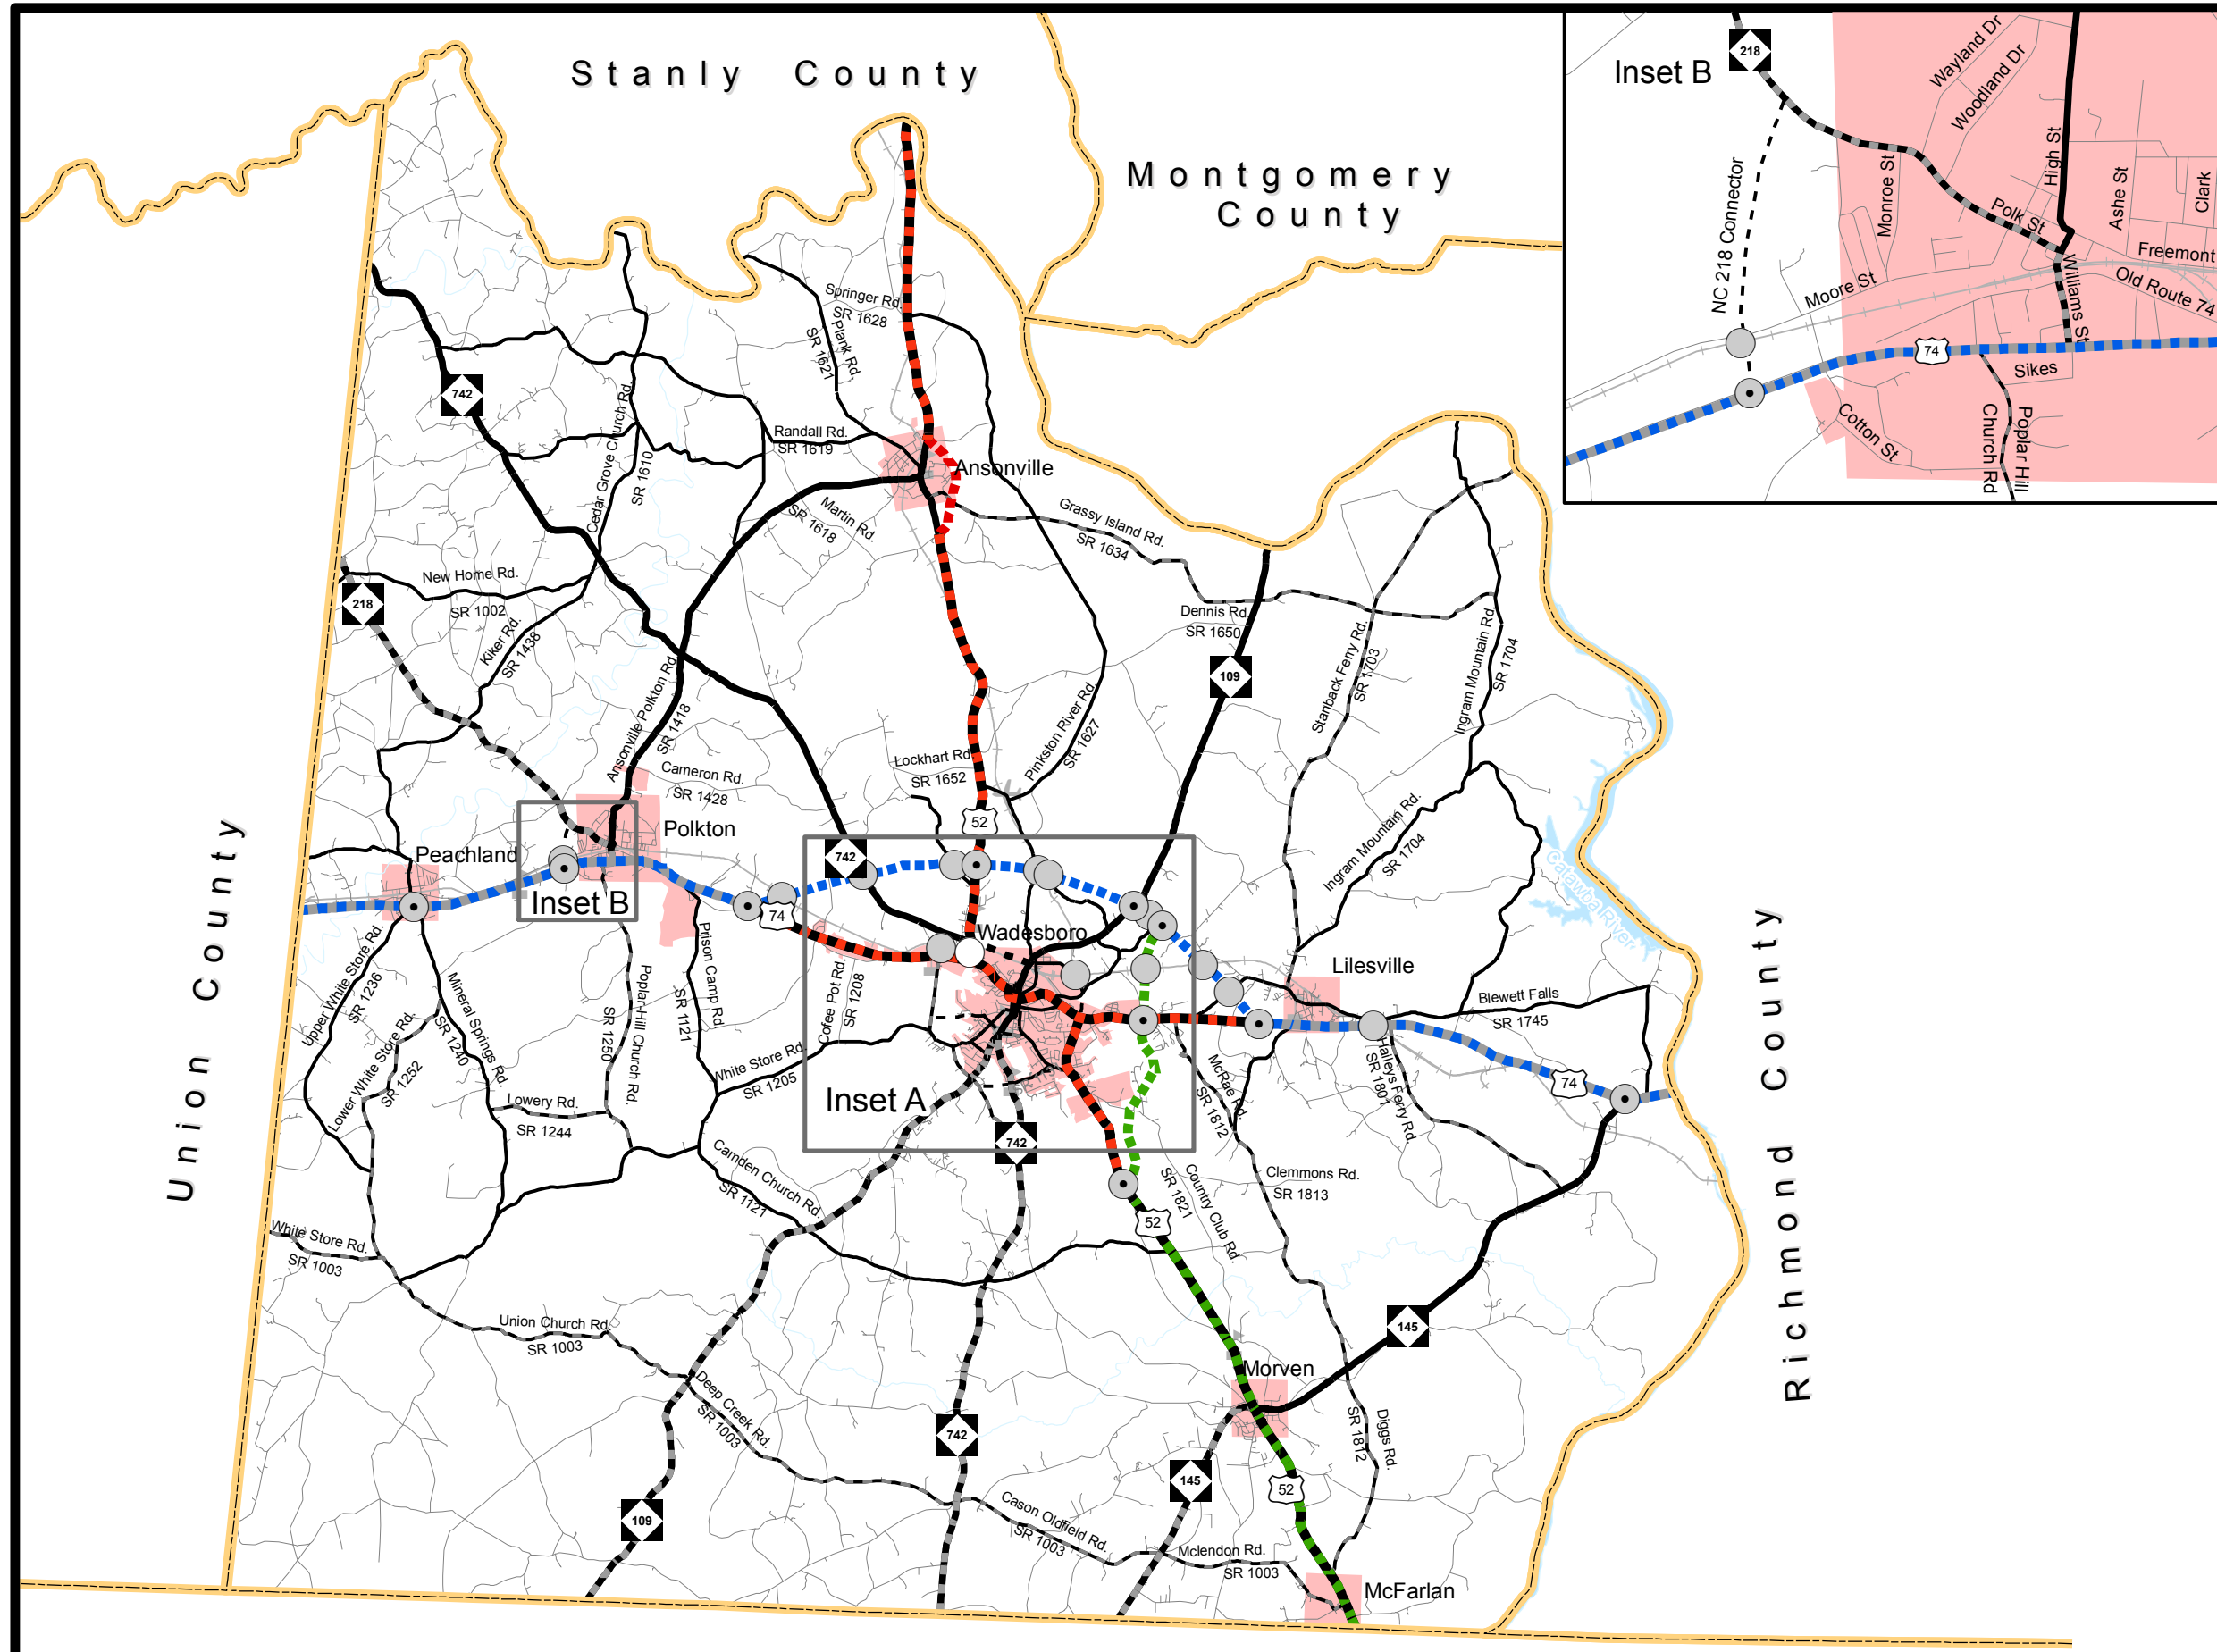 Stanly County
Montgomery
County
Union County
Richmond County
Inset B
218
Wayland Dr
Woodland Dr
High St
Monroe St
Ashe St
Clark
Polk St
Freemont
NC 218 Connector
Moore St
Williams St
Old Route 74
74
Sikes
Cotton St
Church Rd
Poplar Hill
Springer Rd.
SR 1628
Plank Rd.
SR 1621
742
Cedar Grove Church Rd.
SR 1610
Randall Rd.
SR 1619
Ansonville
Martin Rd.
SR 1618
Grassy Island Rd.
SR 1634
New Home Rd.
SR 1002
218
Kiker Rd.
SR 1438
Dennis Rd
SR 1650
109
Stanback Ferry Rd.
SR 1703
Ingram Mountain Rd.
SR 1704
Ansonville Polkton Rd.
SR 1418
Cameron Rd.
SR 1428
Lockhart Rd.
SR 1652
Pinkston River Rd.
SR 1627
52
Ingram Mountain Rd.
SR 1704
Catawba River
Polkton
Peachland
742
Inset B
74
Wadesboro
Lilesville
Upper White Store Rd.
SR 1236
Mineral Springs Rd.
SR 1240
Lower White Store Rd.
SR 1252
Poplar-Hill Church Rd.
SR 1250
Prison Camp Rd.
SR 1121
Cofee Pot Rd.
SR 1208
White Store Rd.
SR 1205
Blewett Falls
SR 1745
Haileys Ferry Rd.
SR 1801
McRae Rd.
SR 1812
74
Lowery Rd.
SR 1244
Inset A
742
Camden Church Rd.
SR 1121
Country Club Rd.
SR 1821
Clemmons Rd.
SR 1813
52
White Store Rd.
SR 1003
Union Church Rd.
SR 1003
145
Morven
Deep Creek Rd.
SR 1003
742
Diggs Rd.
SR 1812
145
52
109
Cason Oldfield Rd.
SR 1003
Mclendon Rd.
SR 1003
McFarlan